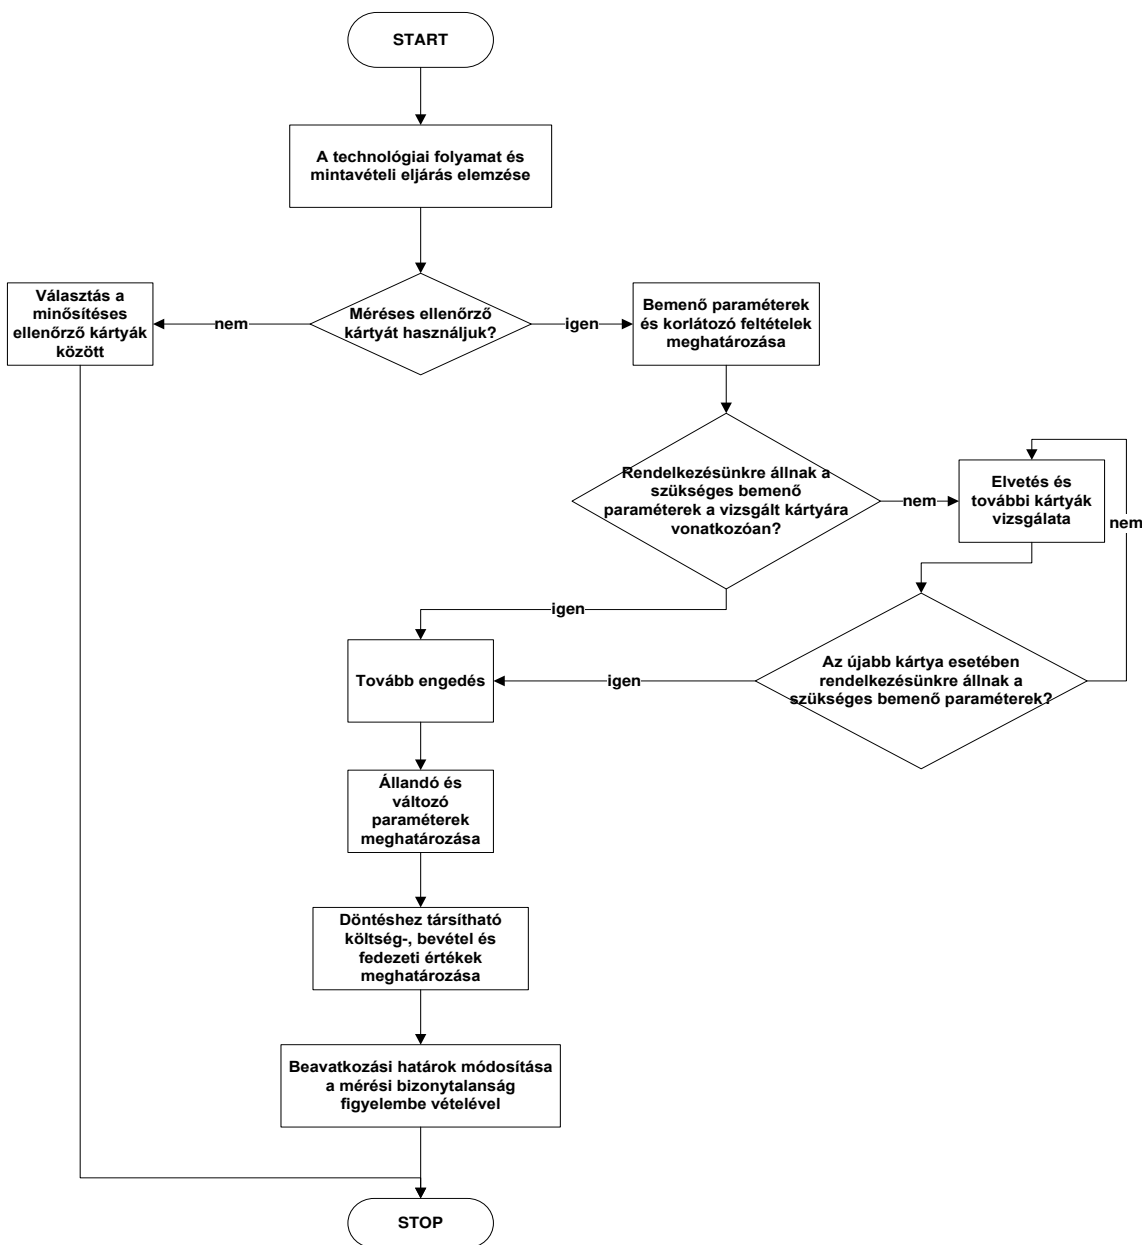 START
A technológiai folyamat és
mintavételi eljárás elemzése
Választás a
minősítéses
ellenőrző kártyák
között
nem
Méréses ellenőrző
kártyát használjuk?
igen
Bemenő paraméterek
és korlátozó feltételek
meghatározása
Rendelkezésünkre állnak a
szükséges bemenő
paraméterek a vizsgált kártyára
vonatkozóan?
nem
Elvetés és
további kártyák
vizsgálata
nem
igen
Tovább engedés
igen
Az újabb kártya esetében
rendelkezésünkre állnak a
szükséges bemenő paraméterek?
Állandó és
változó
paraméterek
meghatározása
Döntéshez társítható
költség-, bevétel és
fedezeti értékek
meghatározása
Beavatkozási határok módosítása
a mérési bizonytalanság
figyelembe vételével
STOP